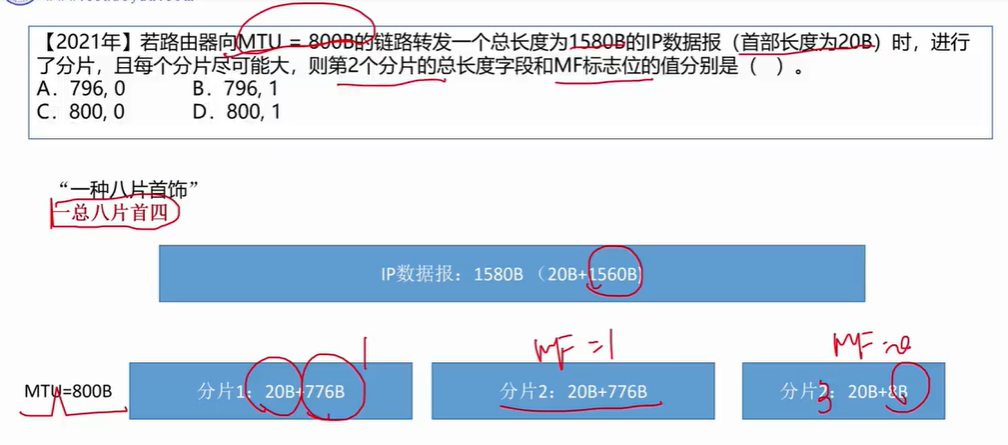 【2021年】若路由器向MTU = 800B的链路转发一个总长度为1580B的IP数据报（首部长度为20B）时，进行
了分片，且每个分片尽可能大，则第2个分片的总长度字段和MF标志位的值分别是（ ）。
A．796, 0 B．796, 1
C．800, 0 D．800, 1
“一种八片首饰”
一总八片首四
IP数据报：1580B （20B+1560B)
1 MF=1 MF=0
MTU=800B 分片1：20B+776B 分片2：20B+776B 分片2：20B+8B
3